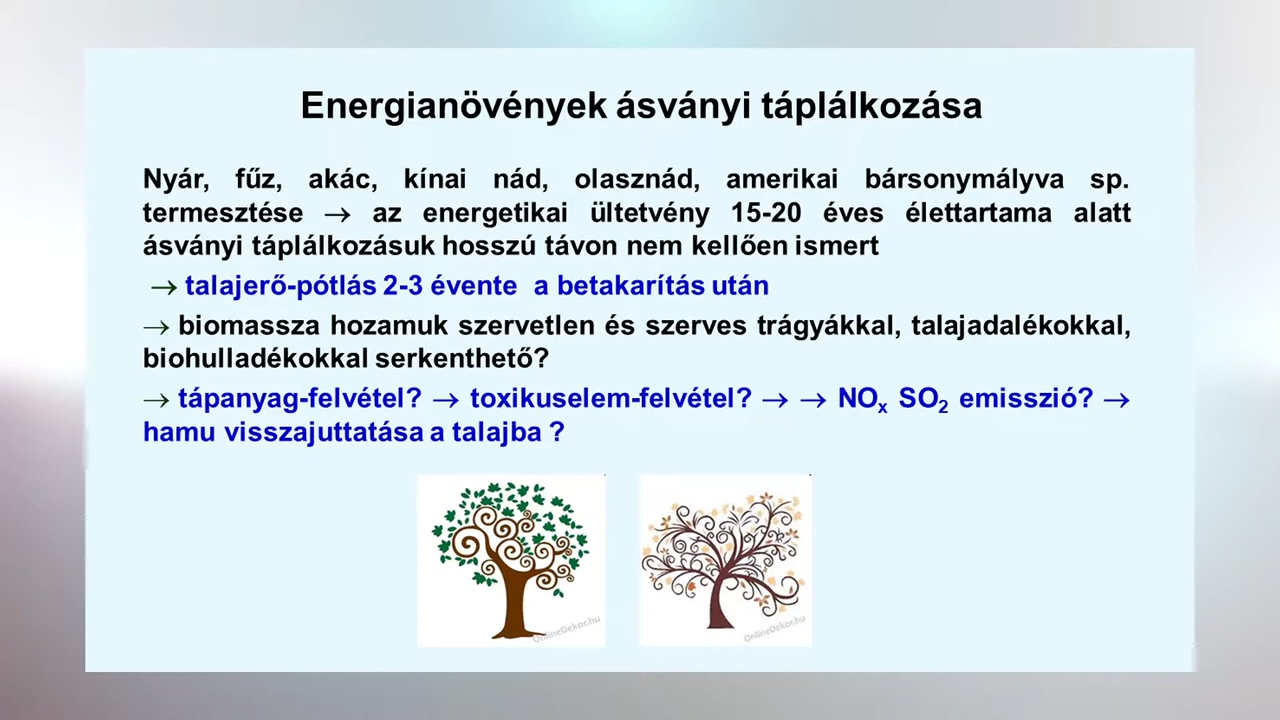 Energianövények ásványi táplálkozása
Nyár, fűz, akác, kínai nád, olasznád, amerikai bársonymályva sp.
termesztése → az energetikai ültetvény 15-20 éves élettartama alatt
ásványi táplálkozásuk hosszú távon nem kellően ismert
→ talajerő-pótlás 2-3 évente a betakarítás után
→ biomassza hozamuk szervetlen és szerves trágyákkal, talajadalékokkal,
biohulladékokkal serkenthető?
→ tápanyag-felvétel? → toxikuselem-felvétel? → → NOx SO2 emisszió? →
hamu visszajuttatása a talajba ?
OnlineDekor.hu
OnlineDekor.hu